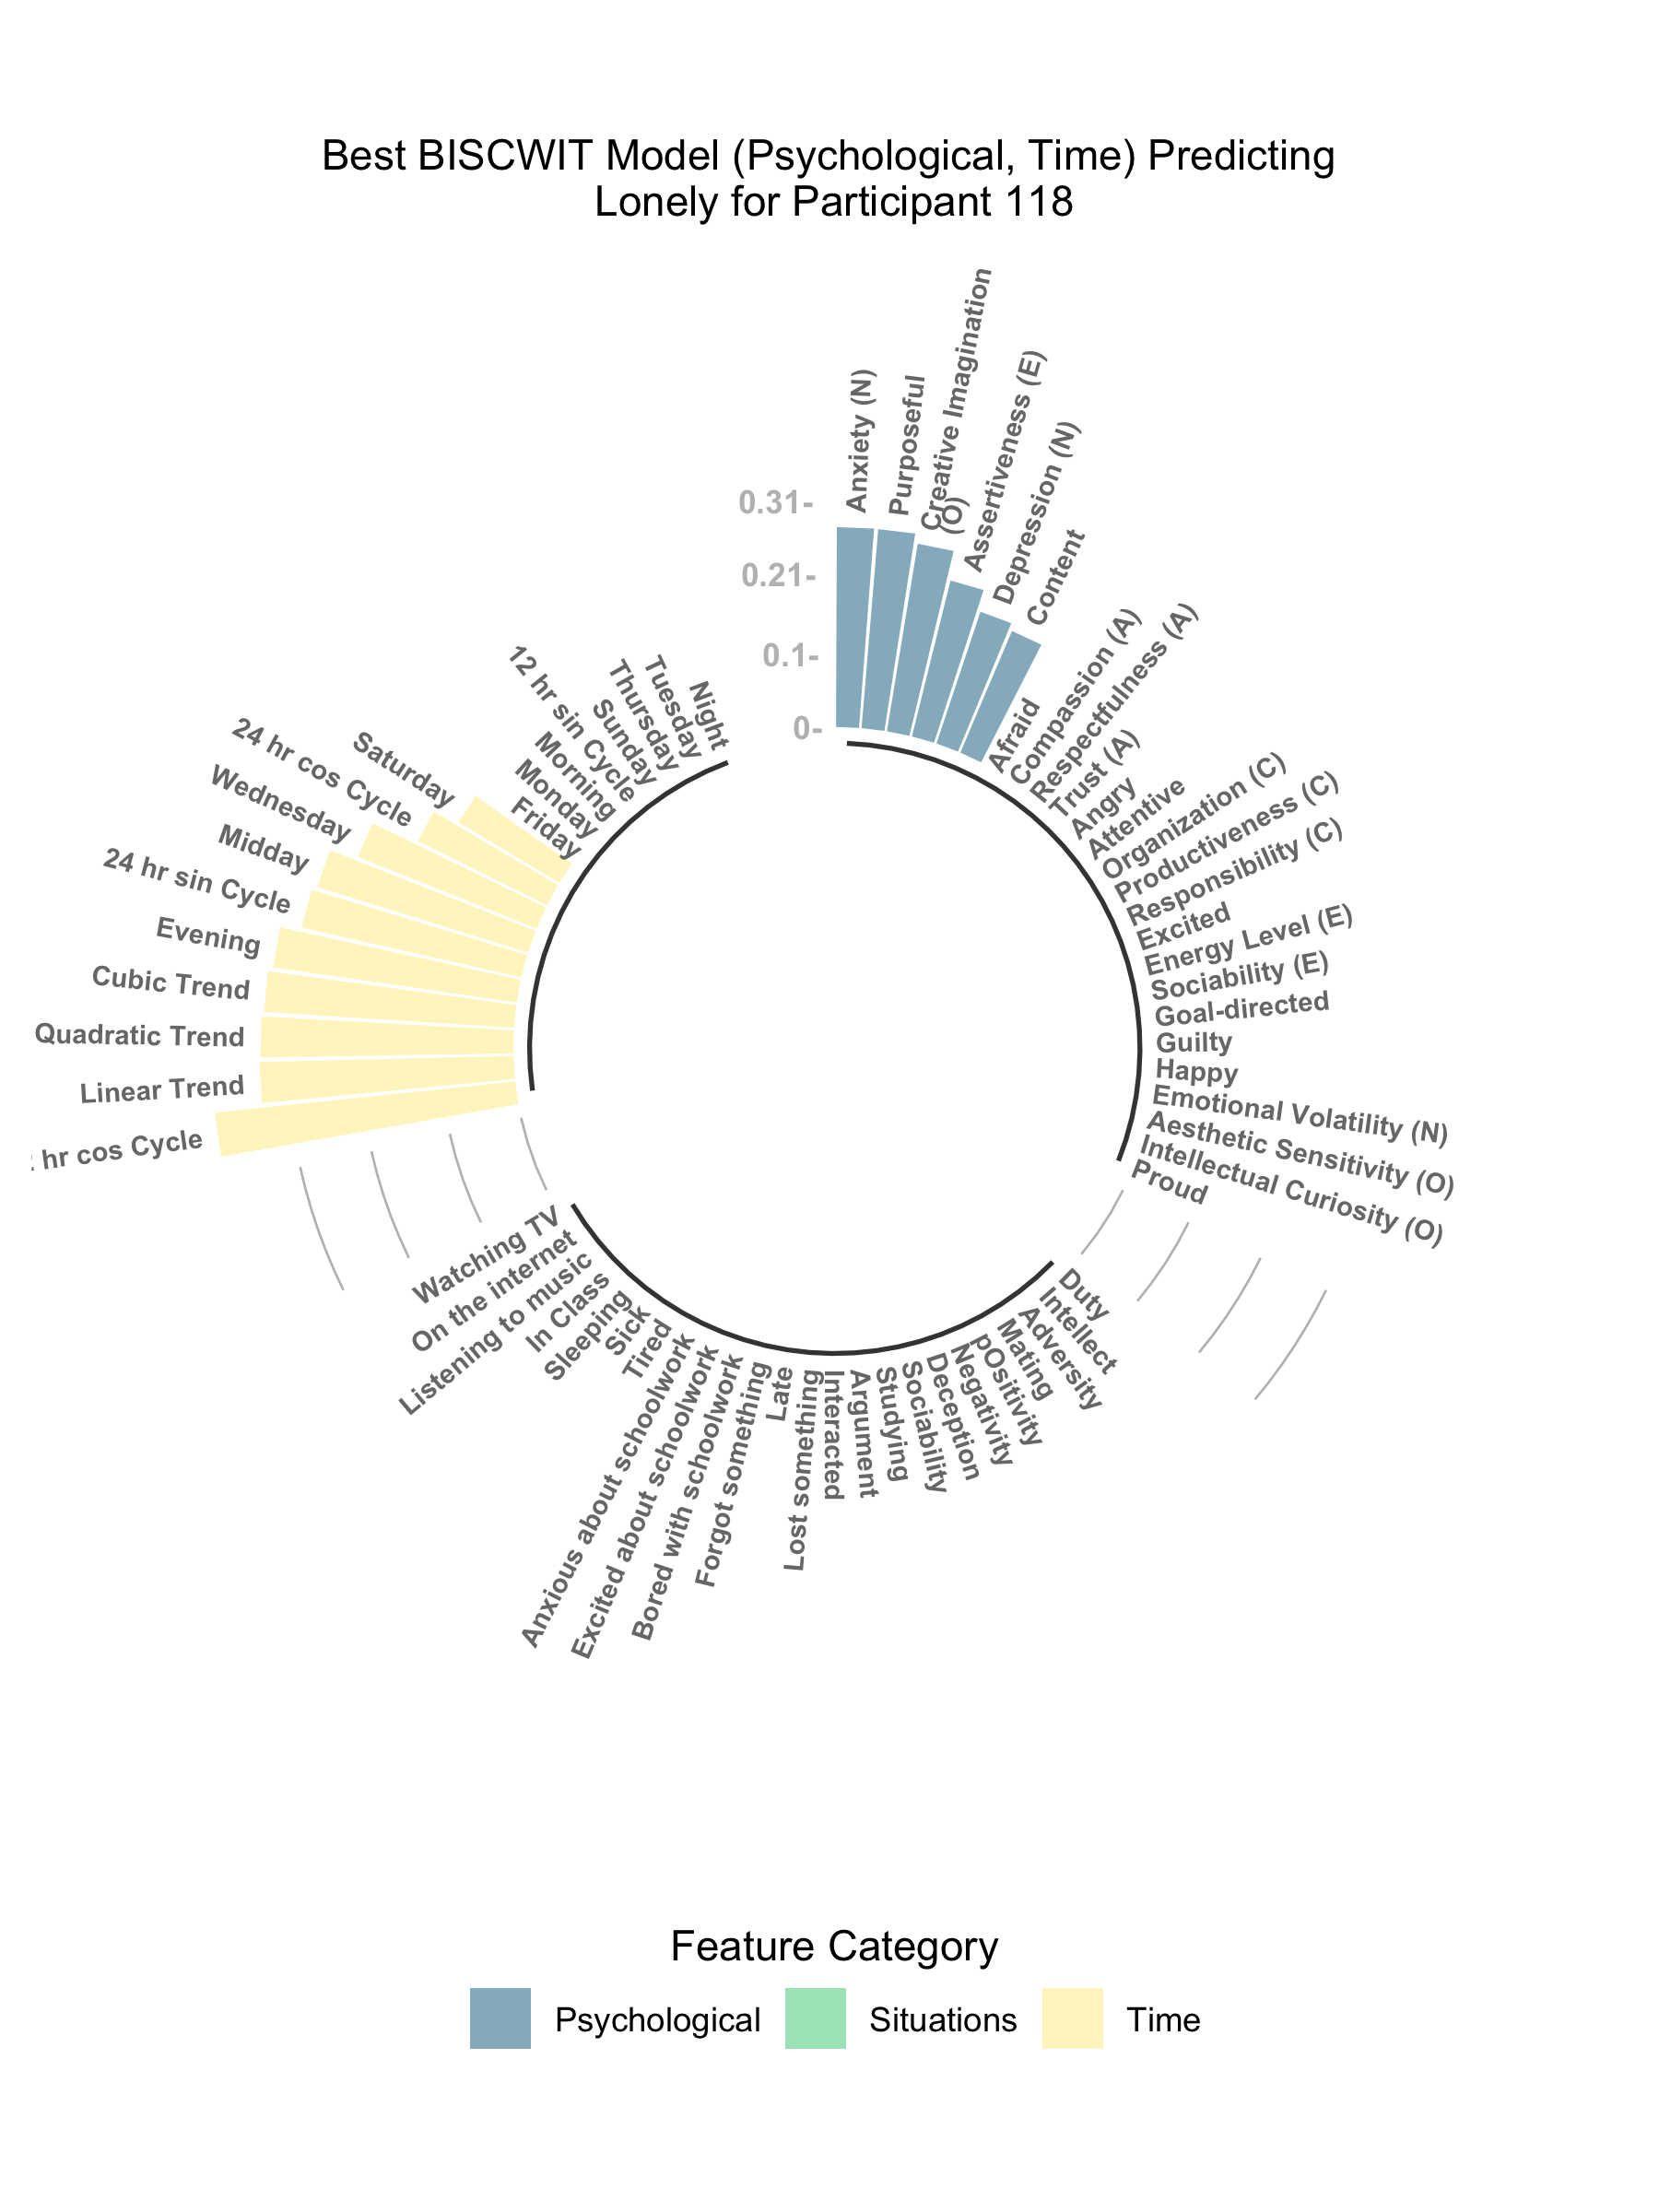 Best BISCWIT Model (Psychological, Time) Predicting
Lonely for Participant 118
0.31-
0.21-
0.1-
0-
Anxiety (N)
Purposeful
Creative Imagination
(O)
Assertiveness (E)
Depression (N)
Content
Afraid
Compassion (A)
Respectfulness (A)
Trust (A)
Angry
Attentive
Organization (C)
Productiveness (C)
Responsibility (C)
Excited
Energy Level (E)
Sociability (E)
Goal-directed
Guilty
Happy
Emotional Volatility (N)
Aesthetic Sensitivity (O)
Intellectual Curiosity (O)
Proud
Duty
Intellect
Adversity
Mating
pOsitivity
Negativity
Deception
Sociability
Studying
Argument
Interacted
Lost something
Late
Forgot something
Bored with schoolwork
Excited about schoolwork
Anxious about schoolwork
Tired
Sick
Sleeping
In Class
Listening to music
On the internet
Watching TV
hr cos Cycle
Linear Trend
Quadratic Trend
Cubic Trend
Evening
24 hr sin Cycle
Midday
Wednesday
24 hr cos Cycle
Saturday
Friday
Monday
Morning
12 hr sin Cycle
Sunday
Thursday
Tuesday
Night
Feature Category
Psychological
Situations
Time